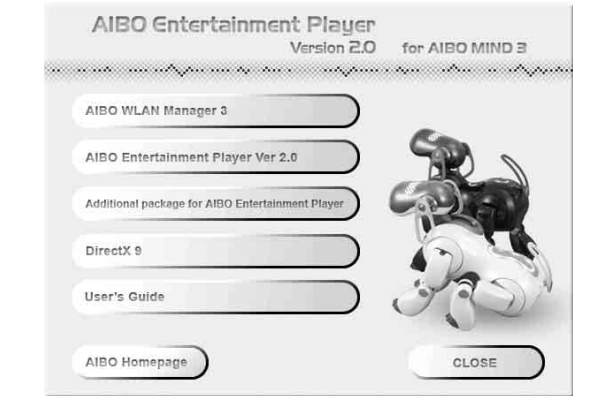 AIBO Entertainment Player
Version 2.0 for AIBO MIND 3
AIBO WLAN Manager 3
AIBO Entertainment Player Ver 2.0
Additional package for AIBO Entertainment Player
DirectX 9
User's Guide
AIBO Homepage
CLOSE